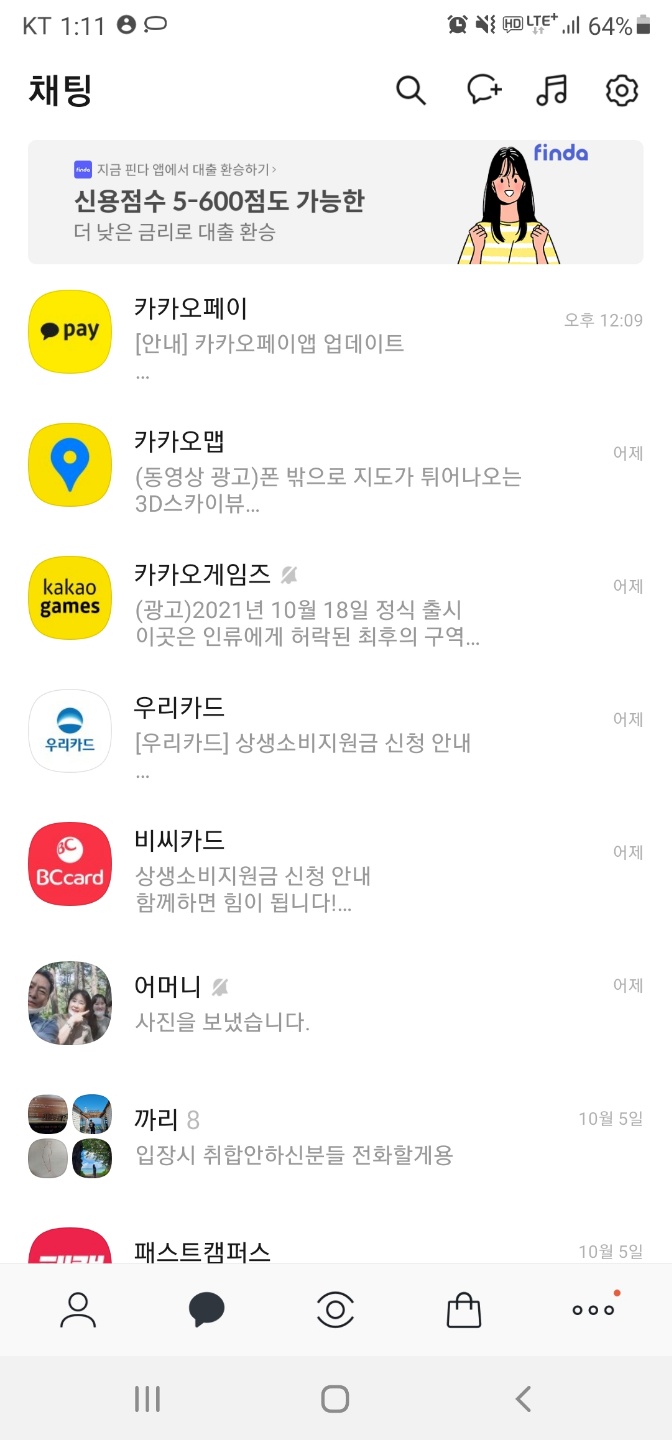 KT 1:11
HD LTE+ 64%
채팅
finda
finda 지금 핀다 앱에서 대출 환승하기 ›
신용점수 5-600점도 가능한
더 낮은 금리로 대출 환승
pay
카카오페이
오후 12:09
[안내] 카카오페이앱 업데이트
...
카카오맵
어제
(동영상 광고)폰 밖으로 지도가 튀어나오는
3D스카이뷰...
kakao
games
카카오게임즈
어제
(광고)2021년 10월 18일 정식 출시
이곳은 인류에게 허락된 최후의 구역...
우리카드
우리카드
어제
[우리카드] 상생소비지원금 신청 안내
...
BC
BCcard
비씨카드
어제
상생소비지원금 신청 안내
함께하면 힘이 됩니다!...
어머니
어제
사진을 보냈습니다.
까리 8
10월 5일
입장시 취합안하신분들 전화할게용
패스트캠퍼스
10월 5일